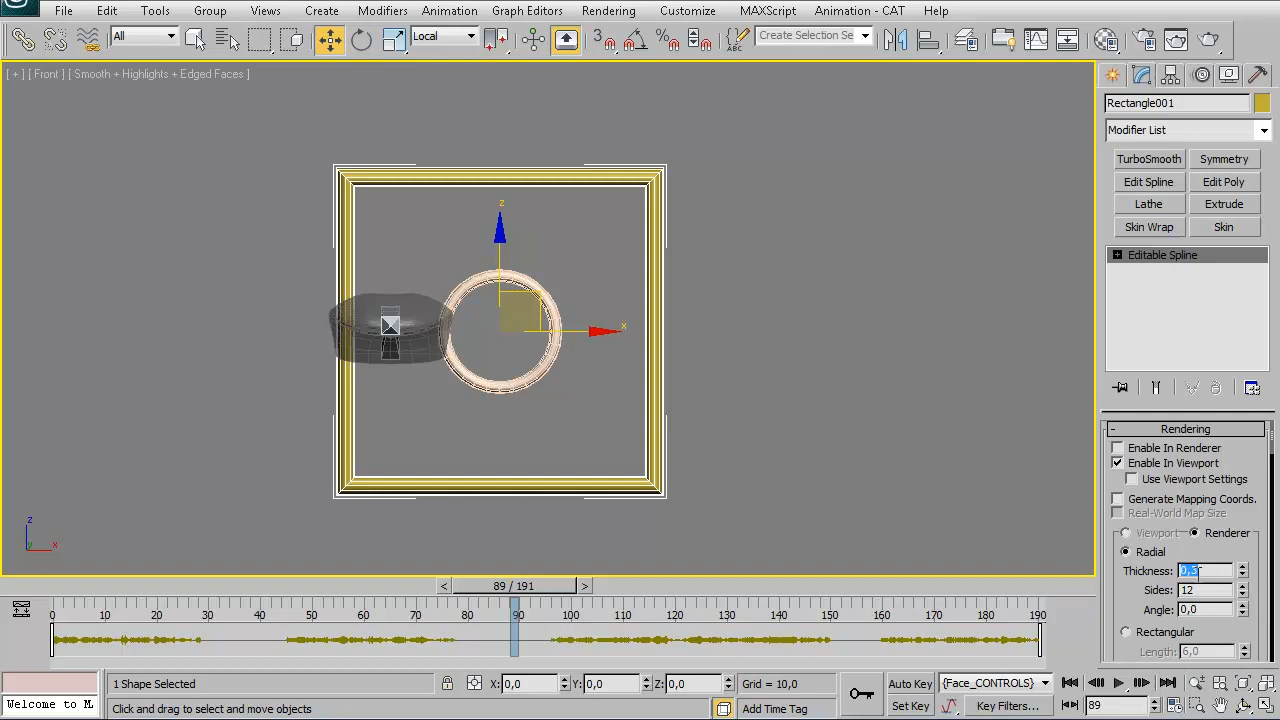 File Edit Tools Group Views Create Modifiers Animation Graph Editors Rendering Customize MAXScript Animation - CAT Help
All Local 3 Create Selection Se
[ + ] [ Front ] [ Smooth + Highlights + Edged Faces ]
Rectangle001
Modifier List
TurboSmooth Symmetry
Edit Spline Edit Poly
Lathe Extrude
Skin Wrap Skin
Editable Spline
z
x
z
y x
- Rendering
Enable In Renderer
Enable In Viewport
Use Viewport Settings
Generate Mapping Coords.
Real-World Map Size
Viewport Renderer
Radial
Thickness:
Sides: 12
Angle: 0,0
Rectangular
Length: 6,0
< 89 / 191 >
0 10 20 30 40 50 60 70 80 90 100 110 120 130 140 150 160 170 180 190
1 Shape Selected X: 0,0 Y: 0,0 Z: 0,0 Grid = 10,0 Auto Key {Face_CONTROLS}
Welcome to M. Click and drag to select and move objects Add Time Tag Set Key Key Filters... 89